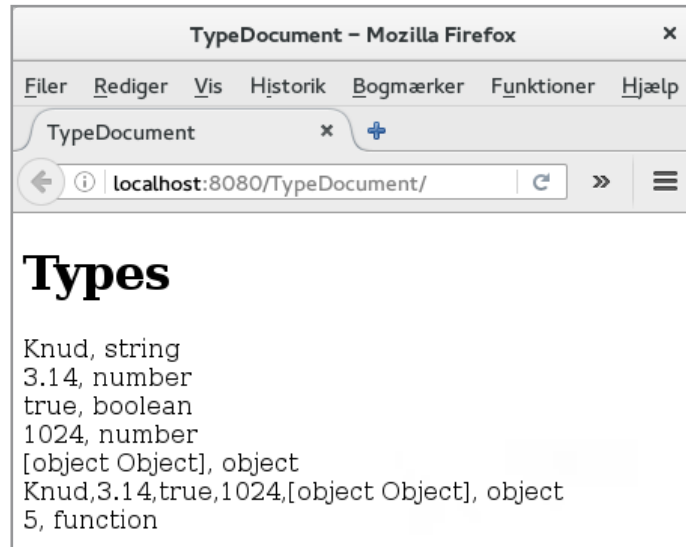 TypeDocument – Mozilla Firefox ×
Filer Rediger Vis Historik Bogmærker Funktioner Hjælp
TypeDocument ×
localhost:8080/TypeDocument/ »
Types
Knud, string
3.14, number
true, boolean
1024, number
[object Object], object
Knud,3.14,true,1024,[object Object], object
5, function